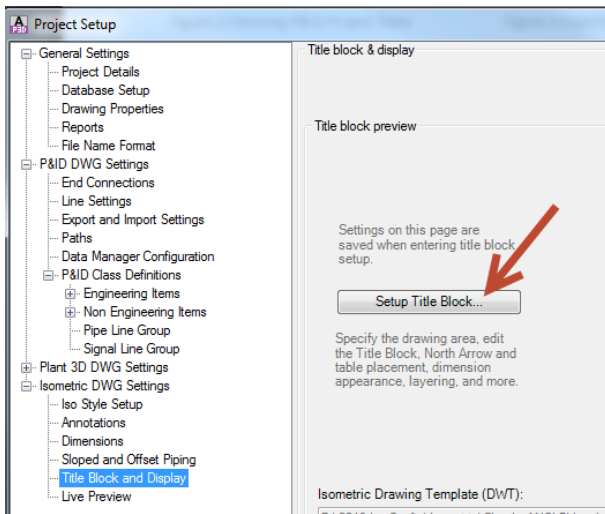 A
P3D
Project Setup
General Settings
Project Details
Database Setup
Drawing Properties
Reports
File Name Format
P&ID DWG Settings
End Connections
Line Settings
Export and Import Settings
Paths
Data Manager Configuration
P&ID Class Definitions
Engineering Items
Non Engineering Items
Pipe Line Group
Signal Line Group
Plant 3D DWG Settings
Isometric DWG Settings
Iso Style Setup
Annotations
Dimensions
Sloped and Offset Piping
Title Block and Display
Live Preview
Title block & display
Title block preview
Settings on this page are
saved when entering title block
setup.
Setup Title Block...
Specify the drawing area, edit
the Title Block, North Arrow and
table placement, dimension
appearance, layering, and more.
Isometric Drawing Template (DWT):